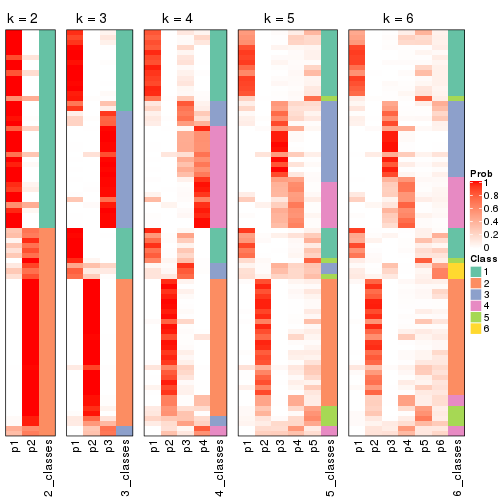 k = 2
k = 3
k = 4
k = 5
k = 6
p1
p2
2_classes
p1
p2
p3
3_classes
p1
p2
p3
p4
4_classes
p1
p2
p3
p4
p5
5_classes
p1
p2
p3
p4
p5
p6
6_classes
Prob
1
0.8
0.6
0.4
0.2
0
Class
1
2
3
4
5
6